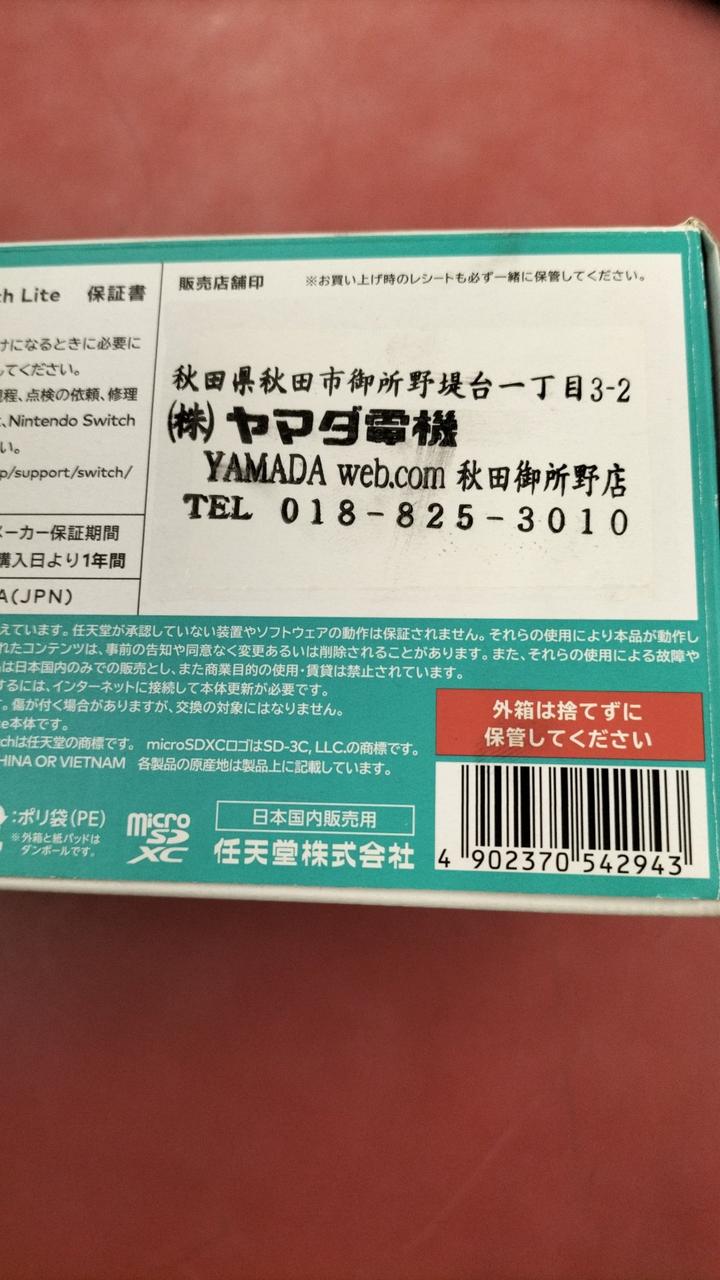 ch Lite 保証書
けになるときに必要に
してください。
程、点検の依頼、修理
、Nintendo Switch
い。
p/support/switch/
メーカー保証期間
購入日より1年間
A(JPN)
販売店舗印 ※お買い上げ時のレシートも必ず一緒に保管してください。
秋田県秋田市御所野堤台一丁目3-2
(株)ヤマダ電機
YAMADA web.com 秋田御所野店
TEL 018-825-3010
えています。任天堂が承認していない装置やソフトウェアの動作は保証されません。それらの使用により本品が動作し
れたコンテンツは、事前の告知や同意なく変更あるいは削除されることがあります。また、それらの使用による故障や
は日本国内のみでの販売とし、また商業目的の使用・賃貸は禁止されています。
するには、インターネットに接続して本体更新が必要です。
。傷が付く場合がありますが、交換の対象にはなりません。
e本体です。
tchは任天堂の商標です。 microSDXCロゴはSD-3C, LLC.の商標です。
CHINA OR VIETNAM 各製品の原産地は製品上に記載しています。
外箱は捨てずに
保管してください
:ポリ袋(PE)
※外箱と紙パッドは
ダンボールです。
micro
SD
XC
日本国内販売用
任天堂株式会社
4 902370 542943